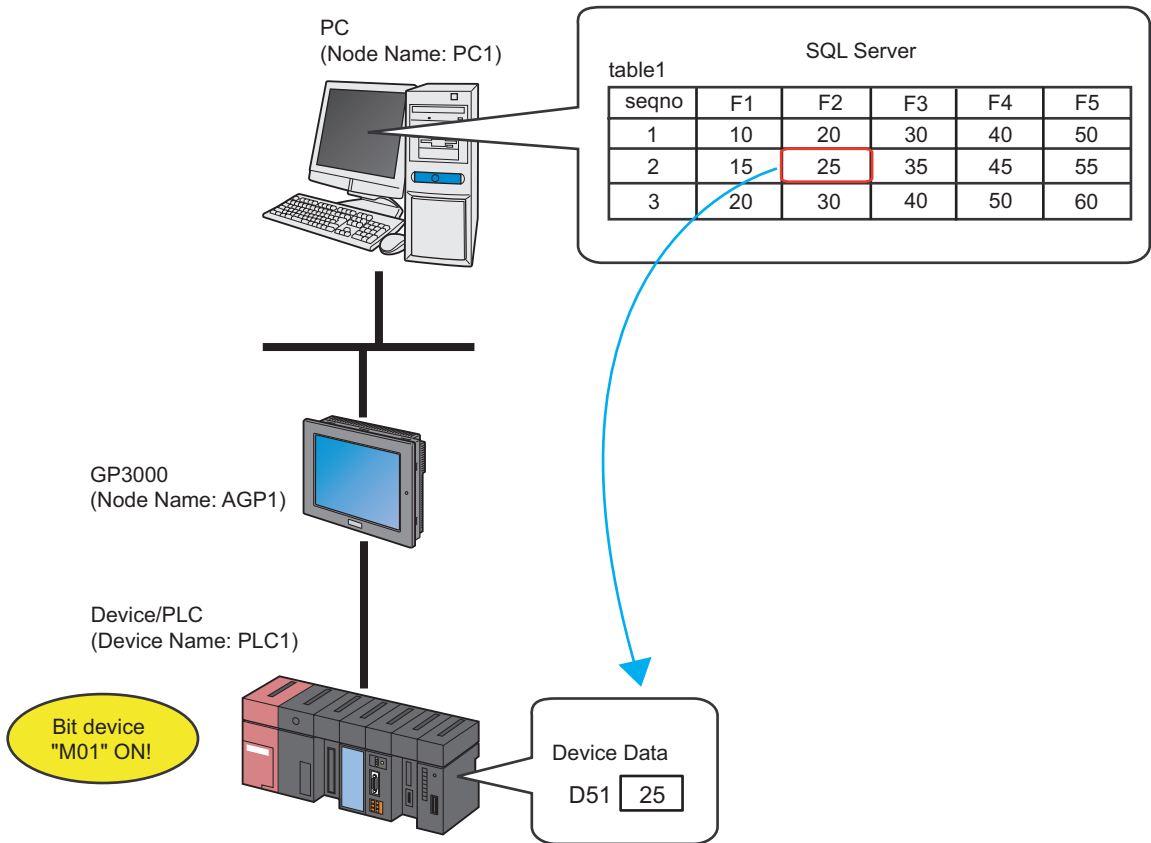 PC
(Node Name: PC1)
SQL Server
table1
seqno F1 F2 F3 F4 F5
1 10 20 30 40 50
2 15 25 35 45 55
3 20 30 40 50 60
GP3000
(Node Name: AGP1)
Device/PLC
(Device Name: PLC1)
Bit device
"M01" ON!
Device Data
D51 25